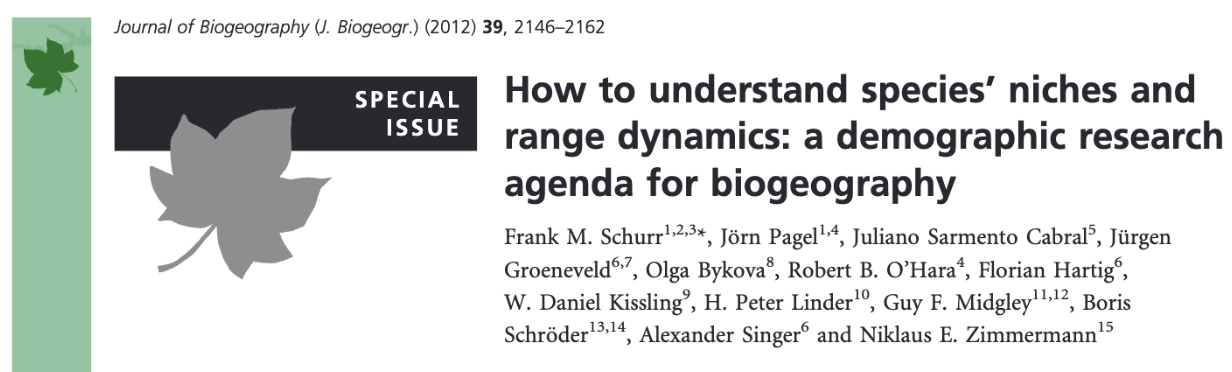 Journal of Biogeography (J. Biogeogr.) (2012) 39, 2146–2162
SPECIAL
ISSUE
How to understand species’ niches and
range dynamics: a demographic research
agenda for biogeography
Frank M. Schurr1,2,3*, Jörn Pagel1,4, Juliano Sarmento Cabral5, Jürgen
Groeneveld6,7, Olga Bykova8, Robert B. O’Hara4, Florian Hartig6,
W. Daniel Kissling9, H. Peter Linder10, Guy F. Midgley11,12, Boris
Schröder13,14, Alexander Singer6 and Niklaus E. Zimmermann15